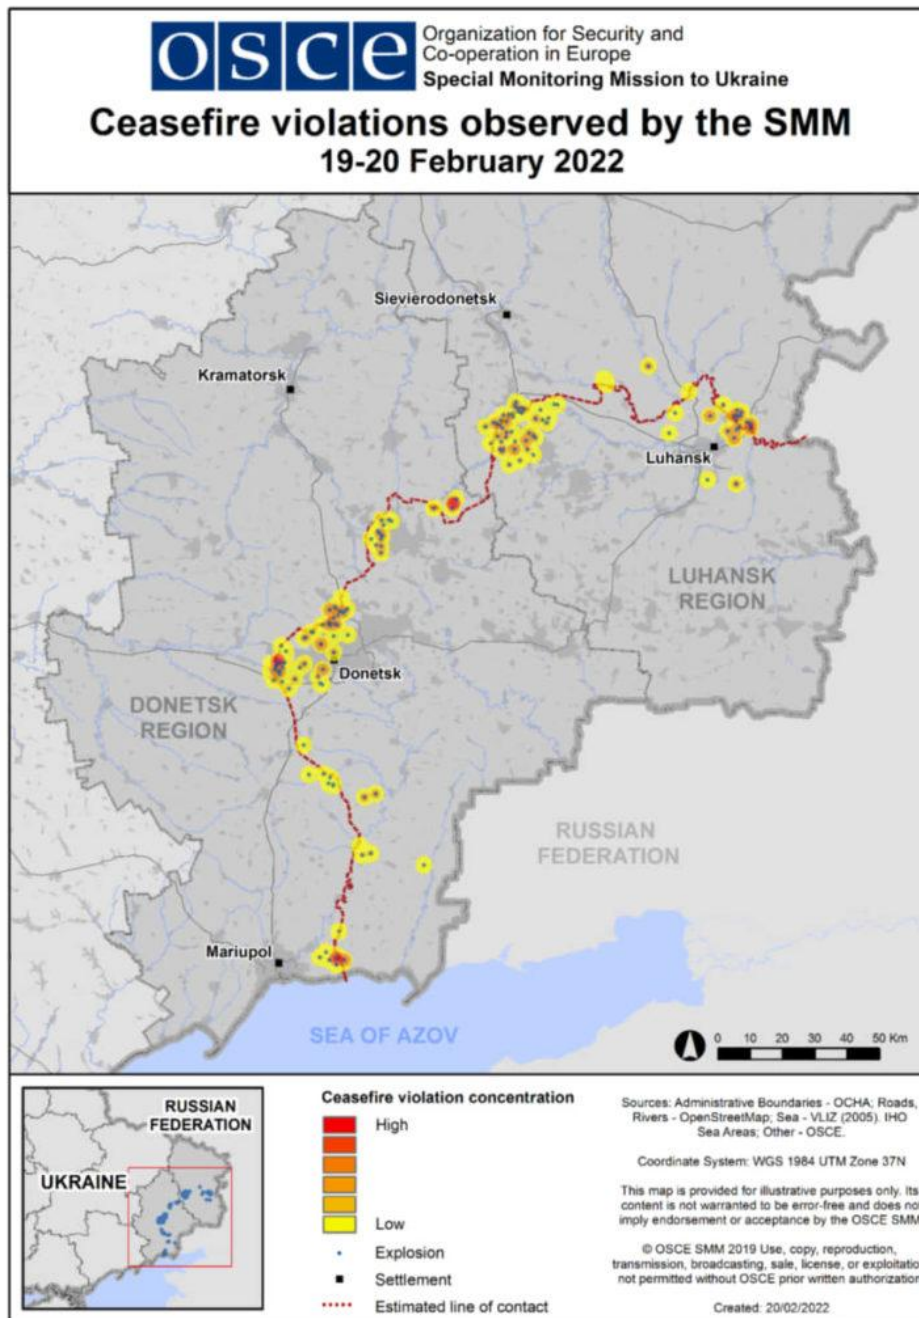 osce
Organization for Security and
Co-operation in Europe
Special Monitoring Mission to Ukraine
Ceasefire violations observed by the SMM
19-20 February 2022
Sievierodonetsk
Kramatorsk
Luhansk
LUHANSK
REGION
Donetsk
DONETSK
REGION
RUSSIAN
FEDERATION
Mariupol
SEA OF AZOV
0 10 20 30 40 50 Km
RUSSIAN
FEDERATION
UKRAINE
Ceasefire violation concentration
High
Low
Explosion
Settlement
Estimated line of contact
Sources: Administrative Boundaries - OCHA; Roads,
Rivers - OpenStreetMap; Sea - VLIZ (2005). IHO
Sea Areas; Other - OSCE.
Coordinate System: WGS 1984 UTM Zone 37N
This map is provided for illustrative purposes only. Its
content is not warranted to be error-free and does no
imply endorsement or acceptance by the OSCE SMM
© OSCE SMM 2019 Use, copy, reproduction,
transmission, broadcasting, sale, license, or exploitatio
not permitted without OSCE prior written authorization
Created: 20/02/2022